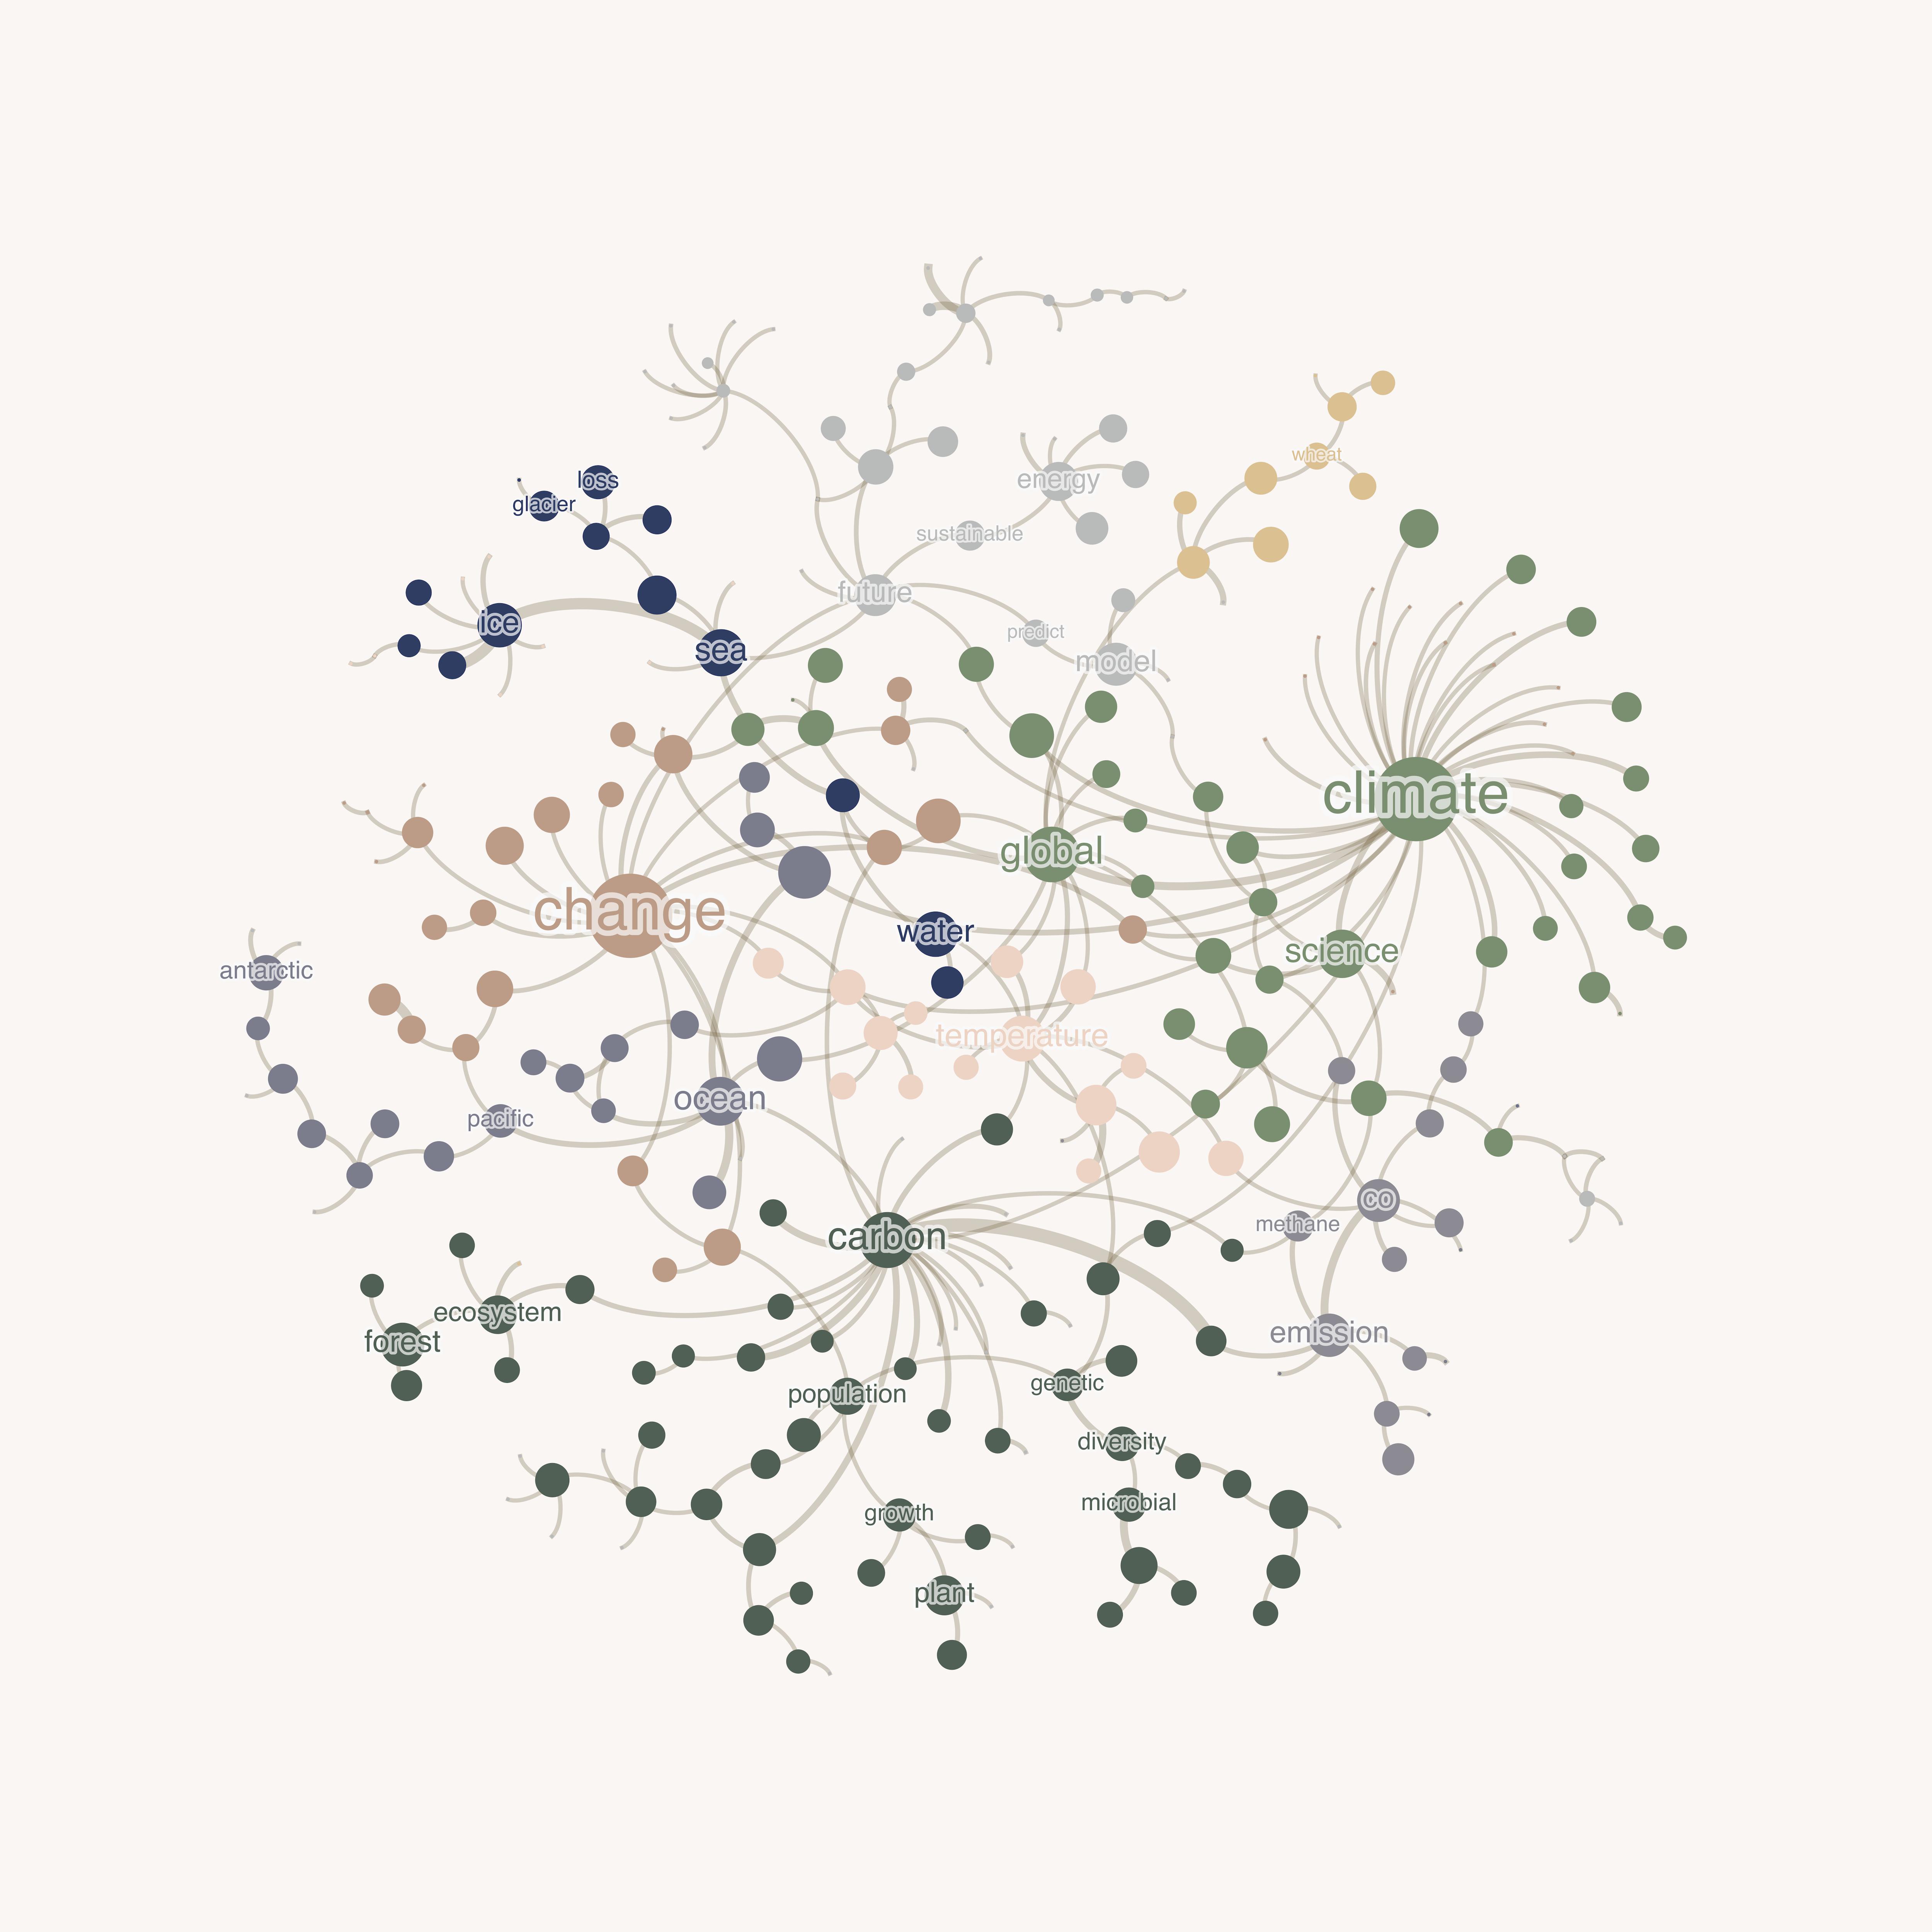 energy
wheat
loss
glacier
sustainable
future
ice
predict
sea
model
climate
global
change
water
science
antarctic
temperature
ocean
pacific
co
methane
carbon
ecosystem
emission
forest
genetic
population
diversity
microbial
growth
plant